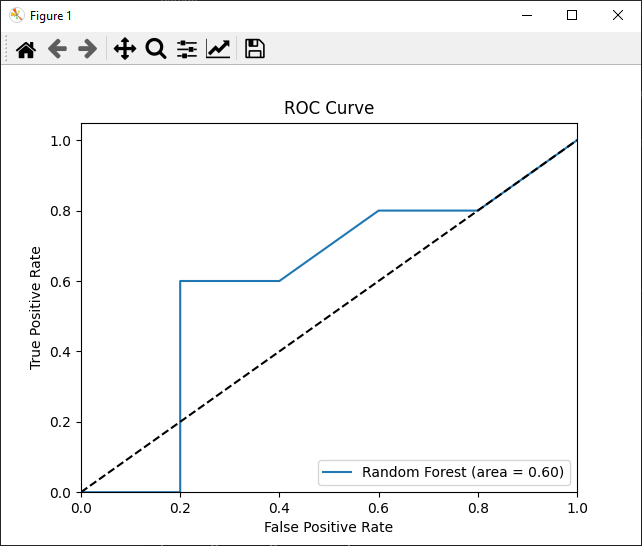 Figure 1
ROC Curve
1.0
0.8
0.6
0.4
0.2
0.0
True Positive Rate
Random Forest (area = 0.60)
0.0 0.2 0.4 0.6 0.8 1.0
False Positive Rate